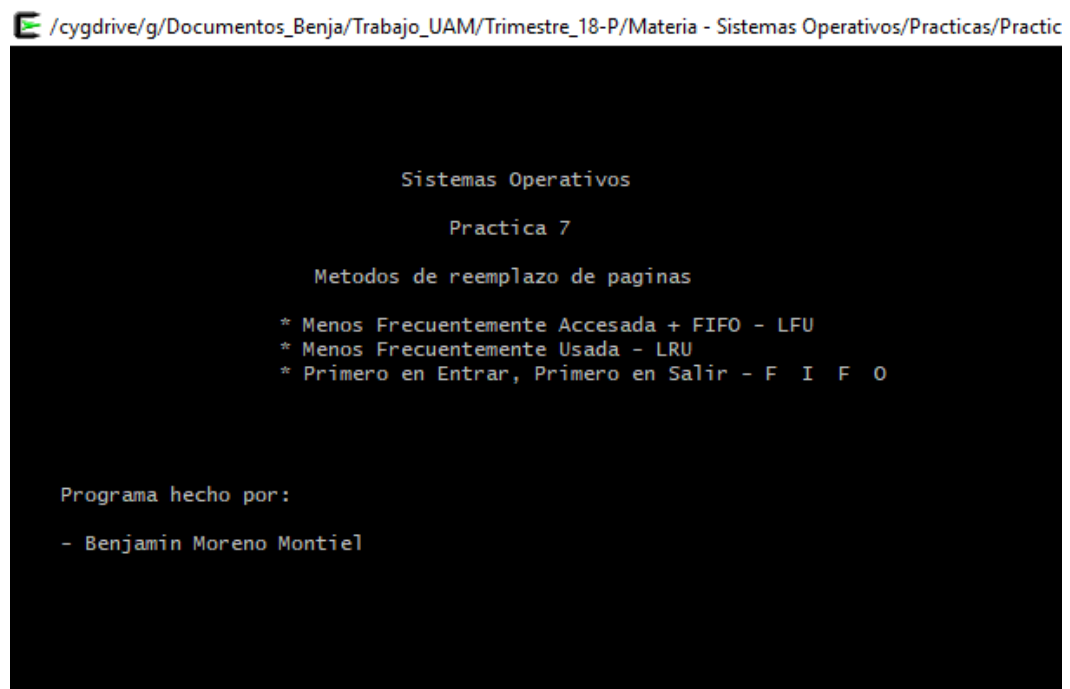 /cygdrive/g/Documentos_Benja/Trabajo_UAM/Trimestre_18-P/Materia - Sistemas Operativos/Practicas/Practic
Sistemas Operativos
Practica 7
Metodos de reemplazo de paginas
* Menos Frecuentemente Accesada + FIFO - LFU
* Menos Frecuentemente Usada - LRU
* Primero en Entrar, Primero en Salir - F I F O
Programa hecho por:
- Benjamin Moreno Montiel